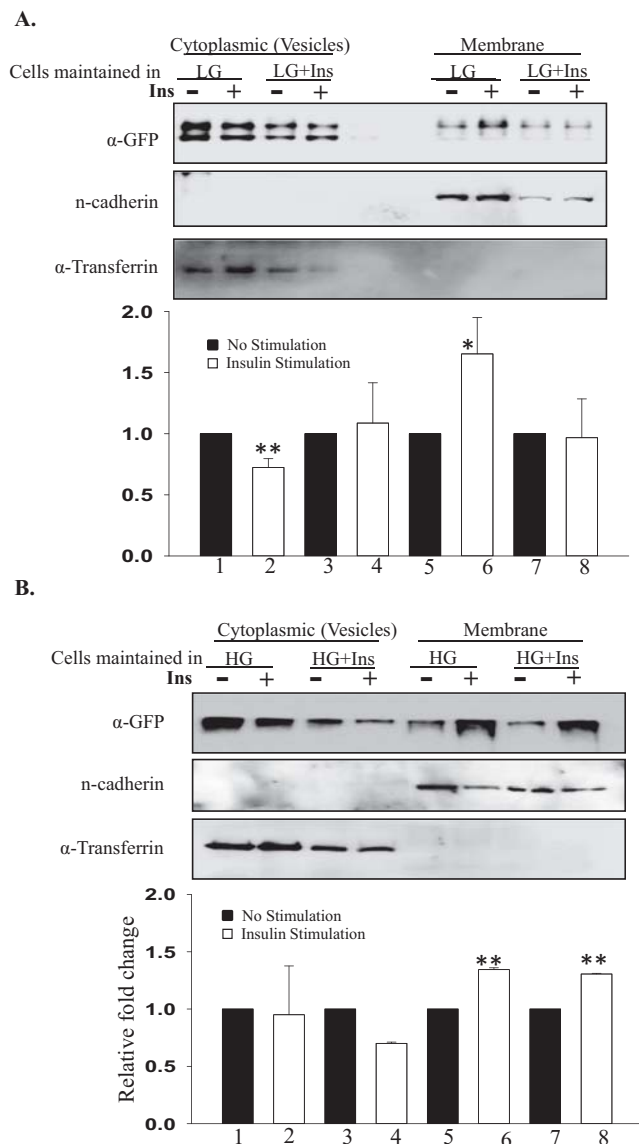 A.
Cytoplasmic (Vesicles) Membrane
Cells maintained in LG LG+Ins LG LG+Ins
Ins - + - + - + - +
α-GFP
n-cadherin
α-Transferrin
2.0
No Stimulation
Insulin Stimulation
1.5
*
**
1.0
0.5
0.0
1 2 3 4 5 6 7 8
B.
Cytoplasmic (Vesicles) Membrane
Cells maintained in HG HG+Ins HG HG+Ins
Ins - + - + - + - +
α-GFP
n-cadherin
α-Transferrin
Relative fold change
2.0
No Stimulation
Insulin Stimulation
1.5
** **
1.0
0.5
0.0
1 2 3 4 5 6 7 8